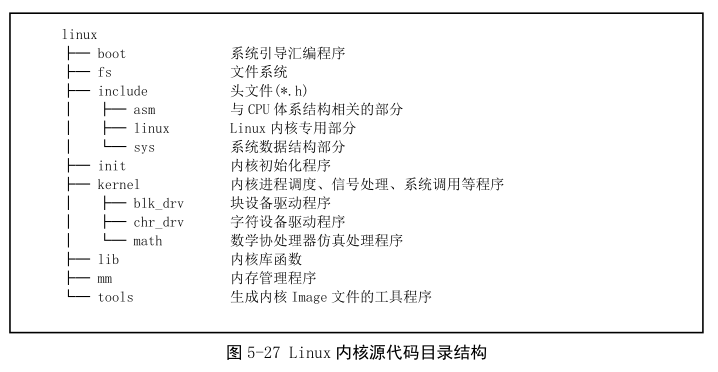 linux
├── boot 系统引导汇编程序
├── fs 文件系统
├── include 头文件(*.h)
│ ├── asm 与 CPU 体系结构相关的部分
│ ├── linux Linux 内核专用部分
│ └── sys 系统数据结构部分
├── init 内核初始化程序
├── kernel 内核进程调度、信号处理、系统调用等程序
│ ├── blk_drv 块设备驱动程序
│ ├── chr_drv 字符设备驱动程序
│ └── math 数学协处理器仿真处理程序
├── lib 内核库函数
├── mm 内存管理程序
└── tools 生成内核 Image 文件的工具程序
图 5-27 Linux 内核源代码目录结构